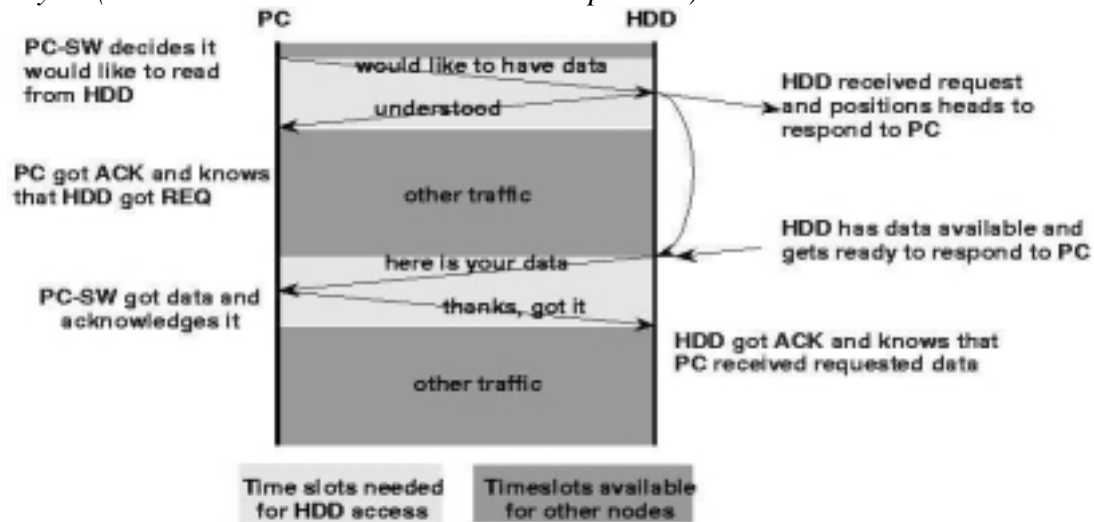 PC
HDD
PC-SW decides it
would like to read
from HDD
would like to have data
understood
HDD received request
and positions heads to
respond to PC
PC got ACK and knows
that HDD got REQ
other traffic
HDD has data available and
gets ready to respond to PC
here is your data
PC-SW got data and
acknowledges it
thanks, got it
HDD got ACK and knows that
PC received requested data
other traffic
Time slots needed
for HDD access
Timeslots available
for other nodes